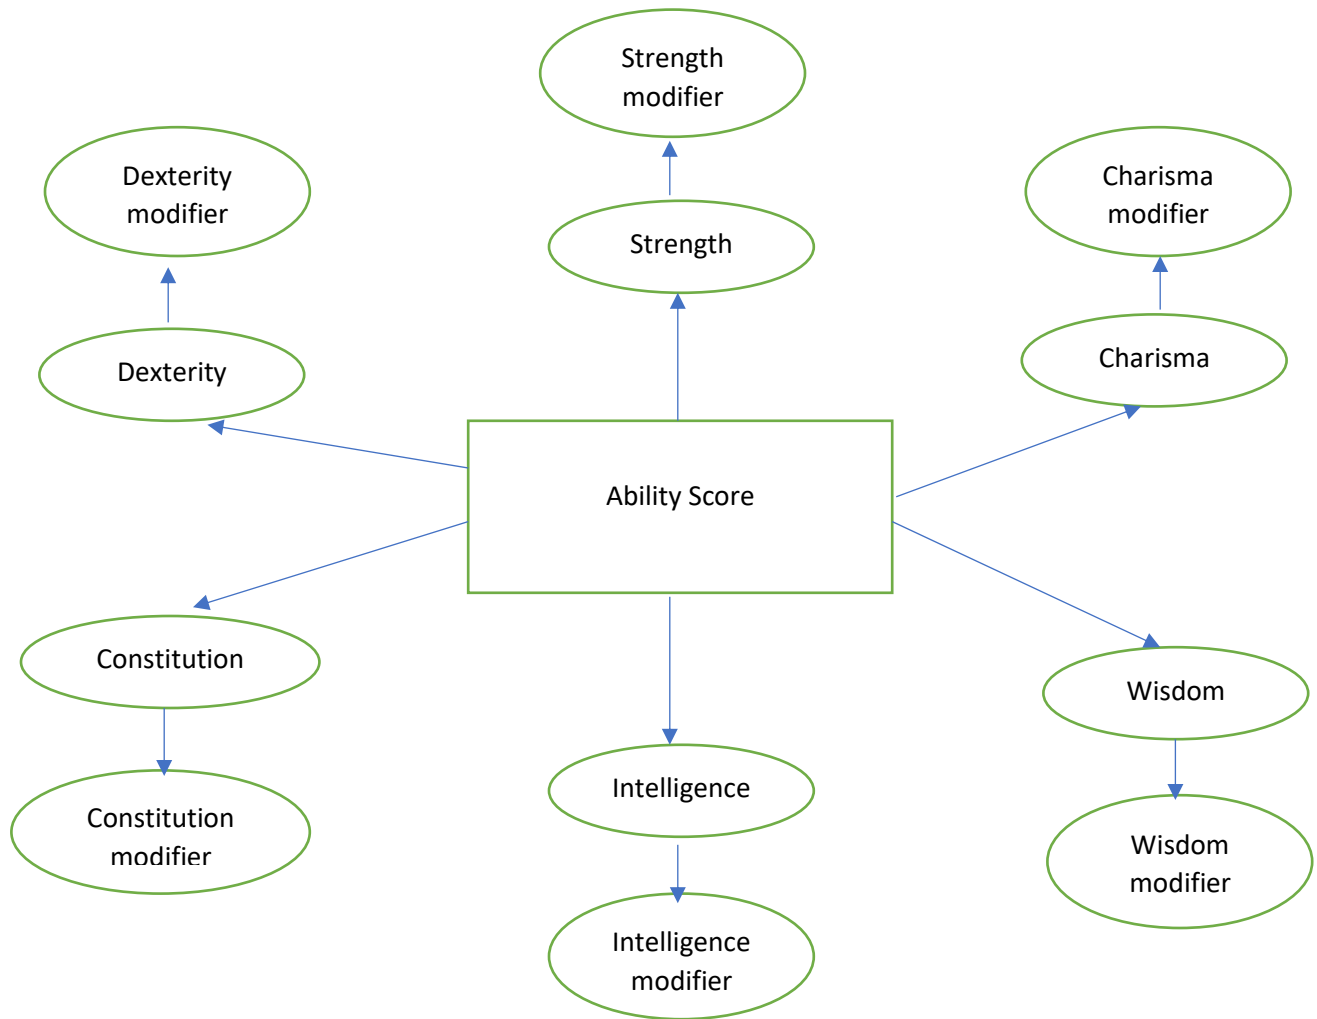 Strength
modifier
Dexterity
modifier
Charisma
modifier
Strength
Dexterity
Charisma
Ability Score
Constitution
Wisdom
Intelligence
Constitution
modifier
Wisdom
modifier
Intelligence
modifier